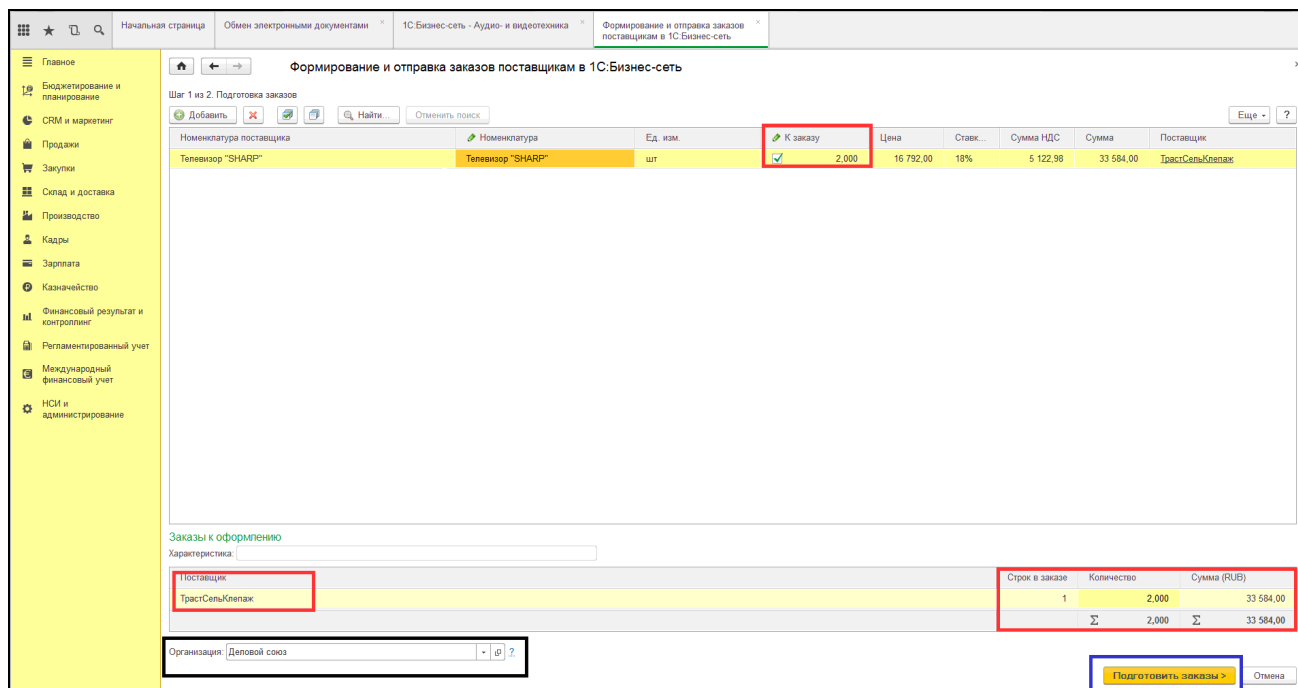 Начальная страница
Обмен электронными документами
1С:Бизнес-сеть - Аудио- и видеотехника
Формирование и отправка заказов
поставщикам в 1С:Бизнес-сеть
Главное
Бюджетирование и
планирование
CRM и маркетинг
Продажи
Закупки
Склад и доставка
Производство
Кадры
Зарплата
Казначейство
Финансовый результат и
контроллинг
Регламентированный учет
Международный
финансовый учет
НСИ и
администрирование
Формирование и отправка заказов поставщикам в 1С:Бизнес-сеть
Шаг 1 из 2. Подготовка заказов
Добавить Найти... Отменить поиск Еще ?
Номенклатура поставщика Номенклатура Ед. изм. К заказу Цена Ставк... Сумма НДС Сумма Поставщик
Телевизор "SHARP" Телевизор "SHARP" шт 2,000 16 792,00 18% 5 122,98 33 584,00 ТрастСельКлепаж
Заказы к оформлению
Характеристика:
Поставщик Строк в заказе Количество Сумма (RUB)
ТрастСельКлепаж 1 2,000 33 584,00
Σ 2,000 Σ 33 584,00
Организация: Деловой союз ?
Подготовить заказы > Отмена